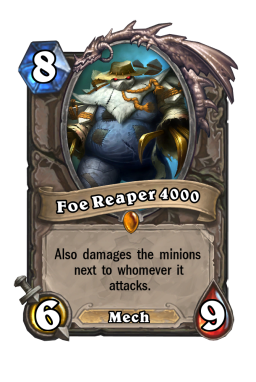 8
Foe Reaper 4000
Also damages the minions
next to whomever it
attacks.
6
Mech
9